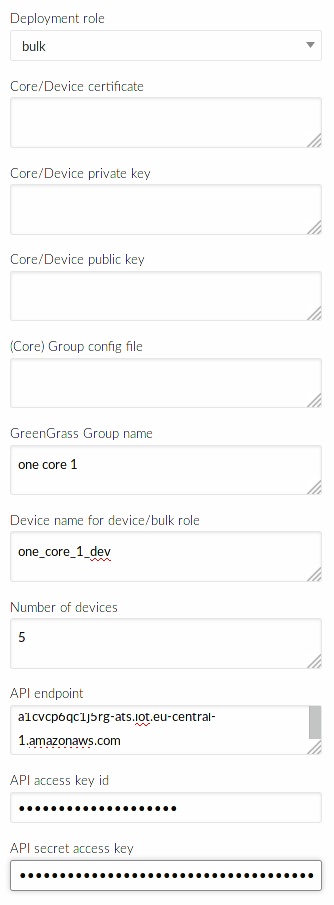 Deployment role
bulk
Core/Device certificate
Core/Device private key
Core/Device public key
(Core) Group config file
GreenGrass Group name
one core 1
Device name for device/bulk role
one_core_1_dev
Number of devices
5
API endpoint
a1cvcp6qc1j5rg-ats.iot.eu-central-
1.amazonaws.com
API access key id
••••••••••••••••••••
API secret access key
•••••••••••••••••••••••••••••••••••••